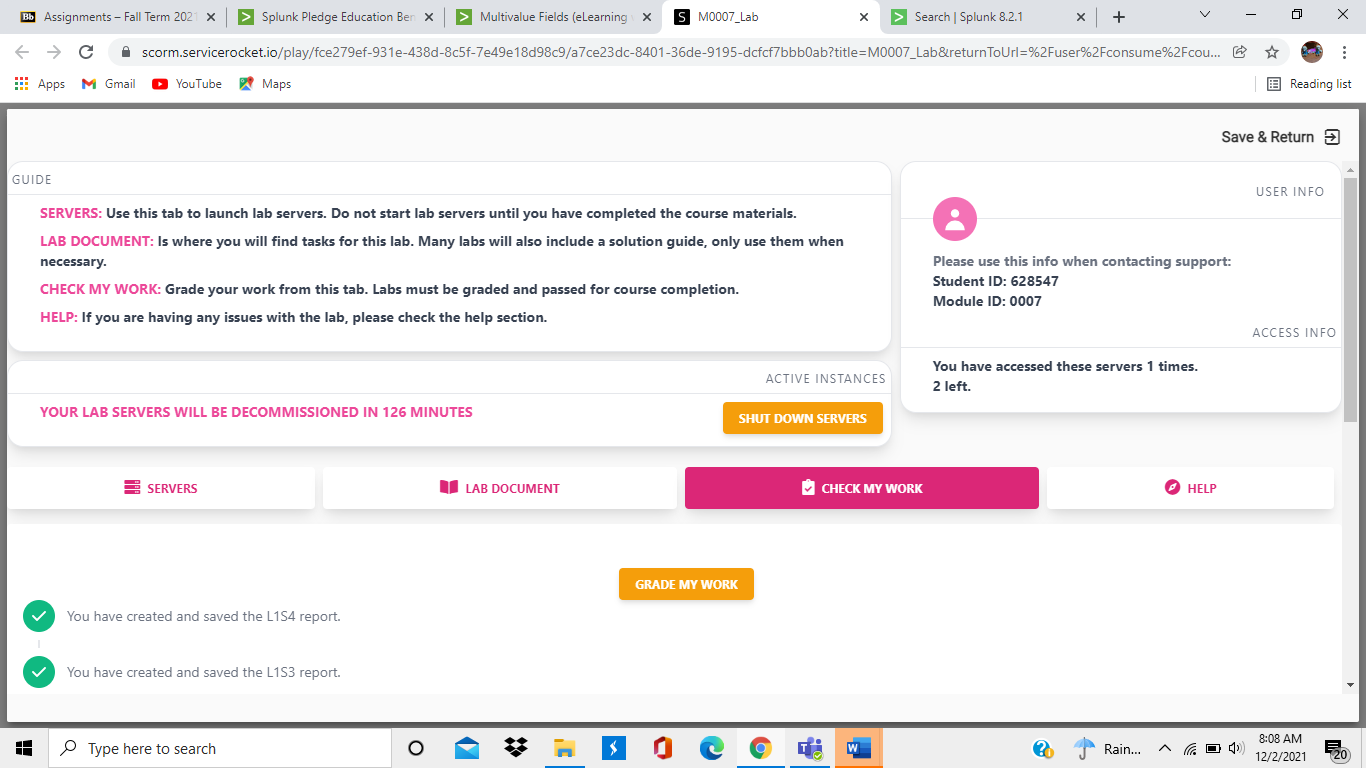 Assignments – Fall Term 2021
Splunk Pledge Education Ben
Multivalue Fields (eLearning
M0007_Lab
Search | Splunk 8.2.1
scorm.servicerocket.io/play/fce279ef-931e-438d-8c5f-7e49e18d98c9/a7ce23dc-8401-36de-9195-dcfcf7bbb0ab?title=M0007_Lab&returnToUrl=%2Fuser%2Fconsume%2Fcou...
Apps
Gmail
YouTube
Maps
Reading list
Save & Return
GUIDE
SERVERS: Use this tab to launch lab servers. Do not start lab servers until you have completed the course materials.
LAB DOCUMENT: Is where you will find tasks for this lab. Many labs will also include a solution guide, only use them when
necessary.
CHECK MY WORK: Grade your work from this tab. Labs must be graded and passed for course completion.
HELP: If you are having any issues with the lab, please check the help section.
USER INFO
Please use this info when contacting support:
Student ID: 628547
Module ID: 0007
ACCESS INFO
You have accessed these servers 1 times.
2 left.
ACTIVE INSTANCES
YOUR LAB SERVERS WILL BE DECOMMISSIONED IN 126 MINUTES
SHUT DOWN SERVERS
SERVERS
LAB DOCUMENT
CHECK MY WORK
HELP
GRADE MY WORK
You have created and saved the L1S4 report.
You have created and saved the L1S3 report.
Type here to search
Rain...
8:08 AM
12/2/2021
20